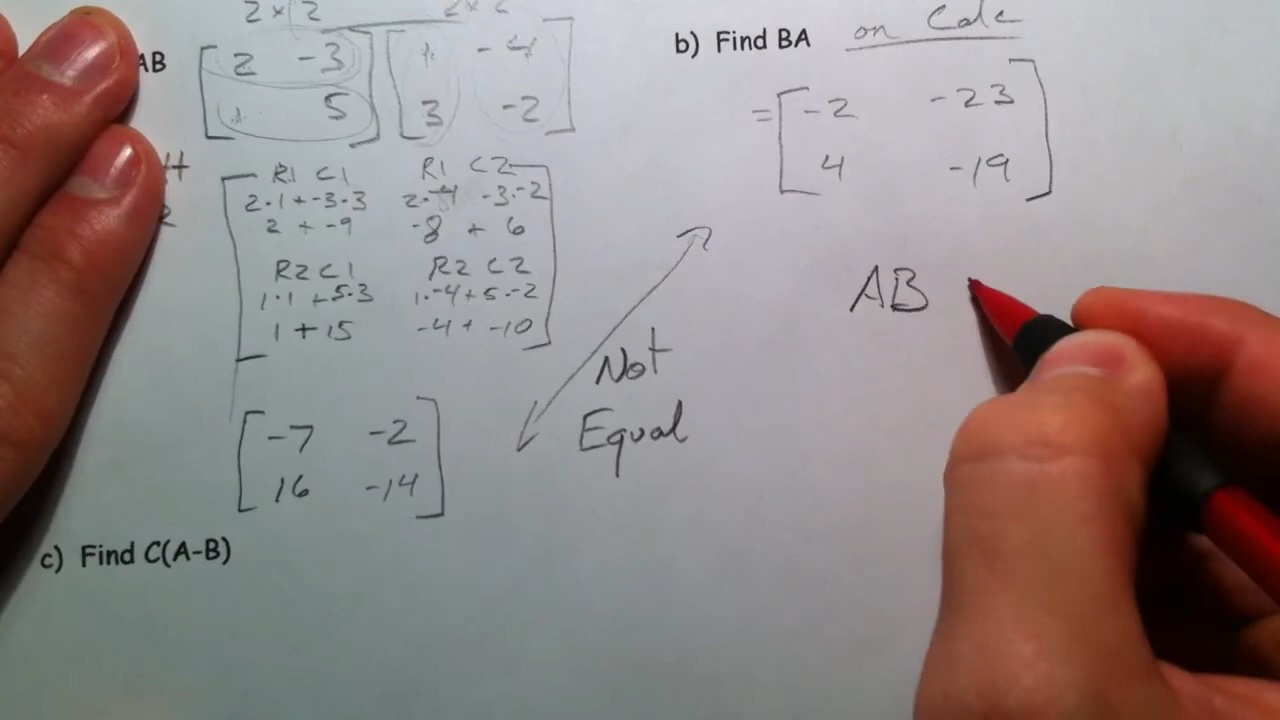 2 × 2 2 × 2
AB
2 -3 -4
5 3 -2
b) Find BA on Calc
= -2 -23
4 -19
R1 C1 R1 C2
2·1 + -3·3 2·-4 -3·-2
2 + -9 -8 + 6
R2 C1 R2 C2
1·1 + 5·3 1·-4 + 5·-2
1 + 15 -4 + -10
-7 -2
16 -14
Not
Equal
AB
c) Find C(A-B)